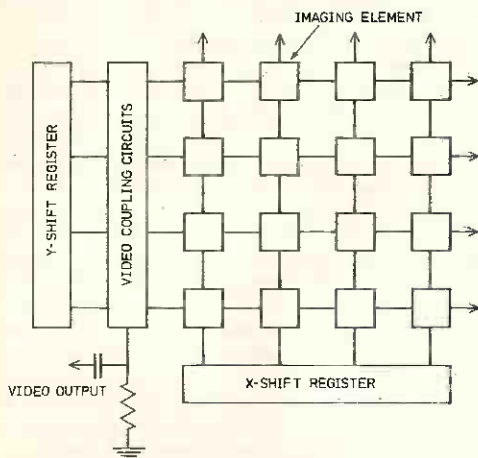 IMAGING ELEMENT
Y-SHIFT REGISTER
VIDEO COUPLING CIRCUITS
VIDEO OUTPUT
X-SHIFT REGISTER